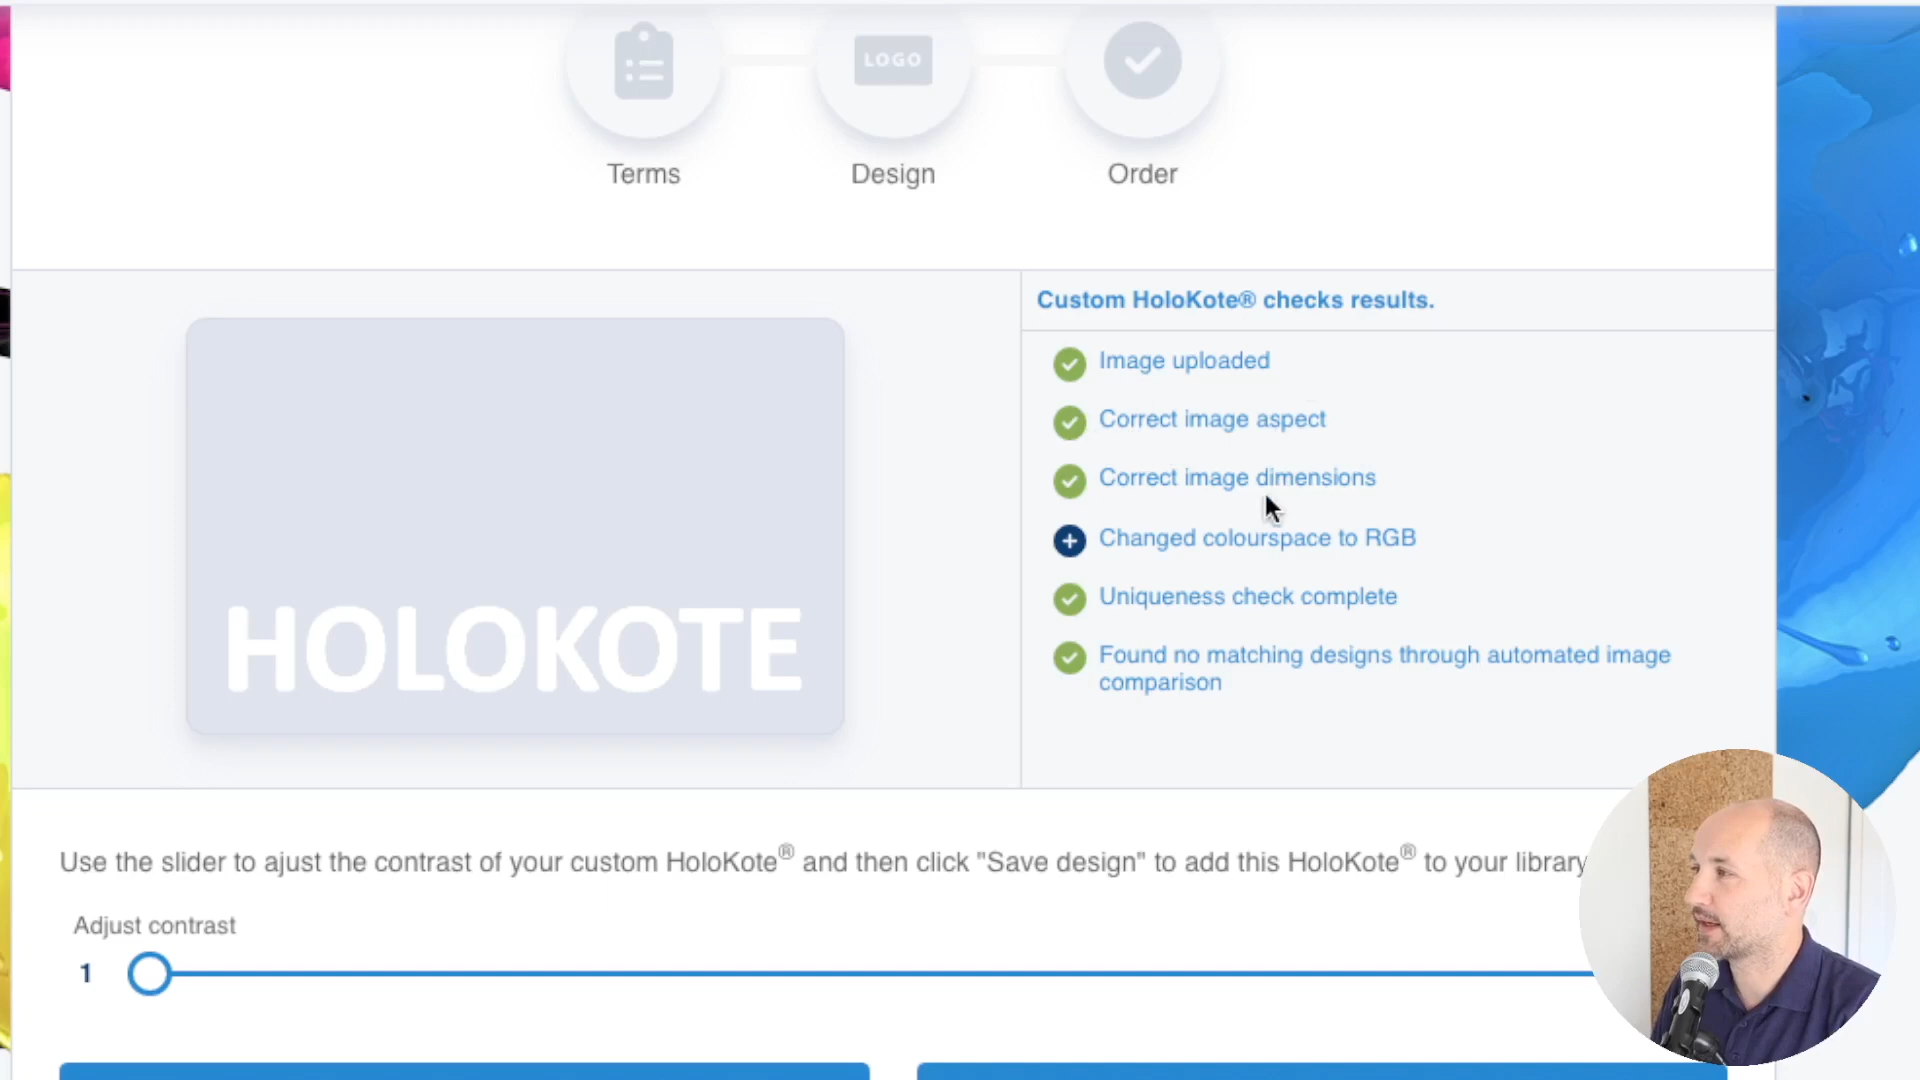 LOGO
Terms
Design
Order
Custom HoloKote® checks results.
Image uploaded
Correct image aspect
Correct image dimensions
Changed colourspace to RGB
Uniqueness check complete
Found no matching designs through automated image
comparison
HOLOKOTE
Use the slider to ajust the contrast of your custom HoloKote® and then click "Save design" to add this HoloKote® to your library
Adjust contrast
1